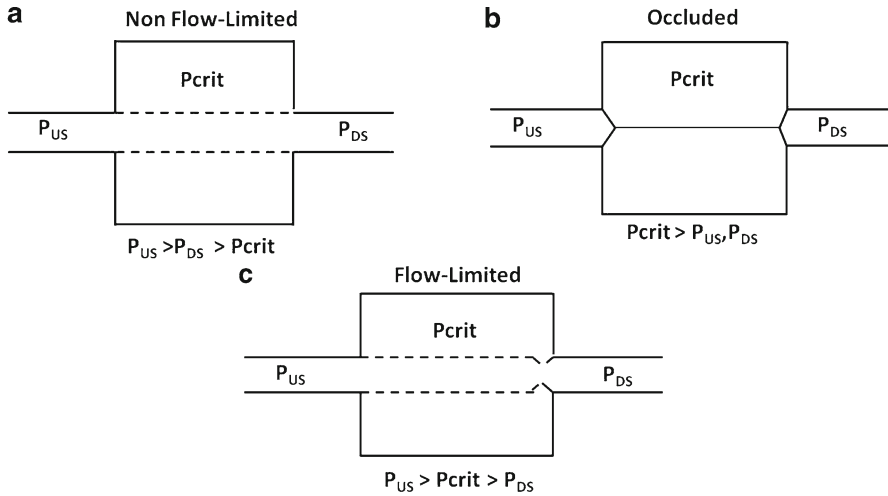 a
Non Flow-Limited
Pcrit
P_US
P_DS
P_US >P_DS > Pcrit
b
Occluded
Pcrit
P_US
P_DS
Pcrit > P_US,P_DS
c
Flow-Limited
Pcrit
P_US
P_DS
P_US > Pcrit > P_DS